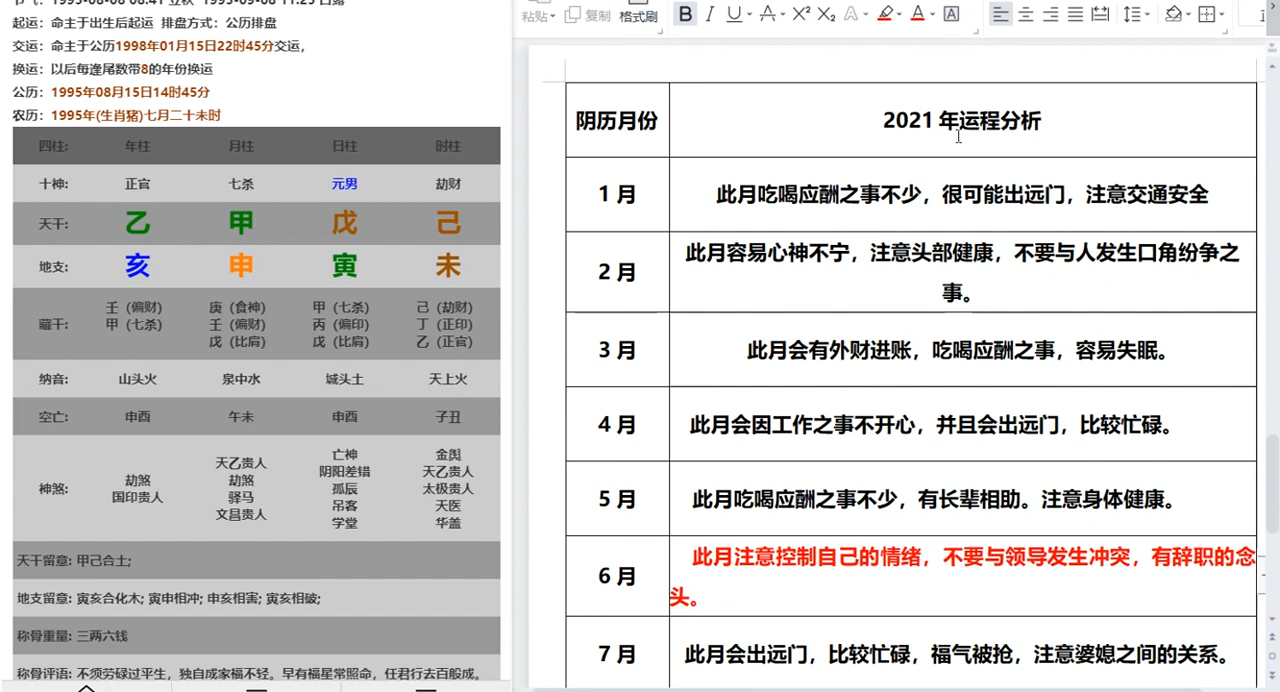 节气：1995-08-08 08:41 立秋 1995-09-08 11:25 白露
起运：命主于出生后起运 排盘方式：公历排盘
交运：命主于公历1998年01月15日22时45分交运，
换运：以后每逢尾数带8的年份换运
公历：1995年08月15日14时45分
农历：1995年(生肖猪)七月二十未时
四柱: 年柱 月柱 日柱 时柱
十神: 正官 七杀 元男 劫财
天干: 乙 甲 戊 己
地支: 亥 申 寅 未
藏干: 壬 (偏财) 庚 (食神) 甲 (七杀) 己 (劫财)
甲 (七杀) 壬 (偏财) 丙 (偏印) 丁 (正印)
戊 (比肩) 戊 (比肩) 乙 (正官)
纳音: 山头火 泉中水 城头土 天上火
空亡: 申酉 午未 申酉 子丑
神煞:
劫煞
国印贵人
天乙贵人
劫煞
驿马
文昌贵人
亡神
阴阳差错
孤辰
吊客
学堂
金舆
天乙贵人
太极贵人
天医
华盖
天干留意: 甲己合土;
地支留意: 寅亥合化木; 寅申相冲; 申亥相害; 寅亥相破;
称骨重量: 三两六钱
称骨评语: 不须劳碌过平生，独自成家福不轻。早有福星常照命，任君行去百般成。
粘贴 复制 格式刷 B I U A X² X₂ A A A
阴历月份 2021 年运程分析
1 月 此月吃喝应酬之事不少，很可能出远门，注意交通安全
2 月 此月容易心神不宁，注意头部健康，不要与人发生口角纷争之
事。
3 月 此月会有外财进账，吃喝应酬之事，容易失眠。
4 月 此月会因工作之事不开心，并且会出远门，比较忙碌。
5 月 此月吃喝应酬之事不少，有长辈相助。注意身体健康。
6 月 此月注意控制自己的情绪，不要与领导发生冲突，有辞职的念
头。
7 月 此月会出远门，比较忙碌，福气被抢，注意婆媳之间的关系。